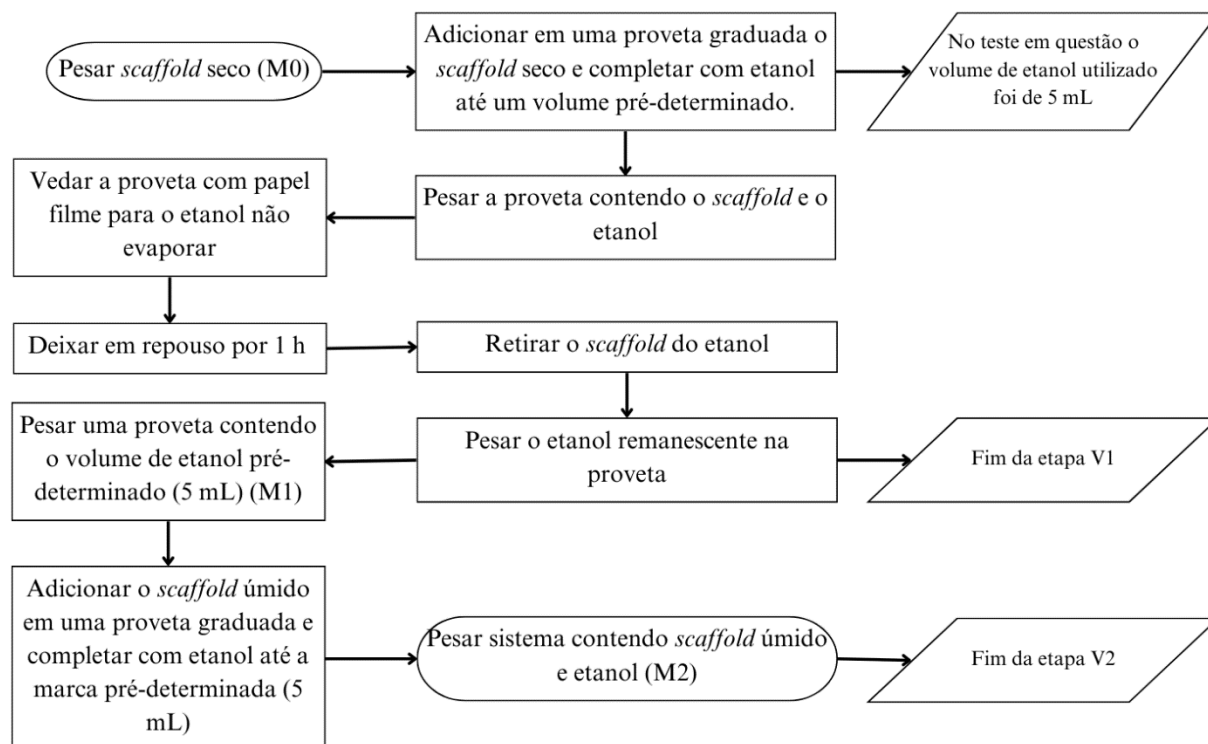 Pesar scaffold seco (M0)
Adicionar em uma proveta graduada o
scaffold seco e completar com etanol
até um volume pré-determinado.
No teste em questão o
volume de etanol utilizado
foi de 5 mL
Pesar a proveta contendo o scaffold e o
etanol
Vedar a proveta com papel
filme para o etanol não
evaporar
Deixar em repouso por 1 h
Retirar o scaffold do etanol
Pesar o etanol remanescente na
proveta
Fim da etapa V1
Pesar uma proveta contendo
o volume de etanol pré-
determinado (5 mL) (M1)
Adicionar o scaffold úmido
em uma proveta graduada e
completar com etanol até a
marca pré-determinada (5
mL)
Pesar sistema contendo scaffold úmido
e etanol (M2)
Fim da etapa V2